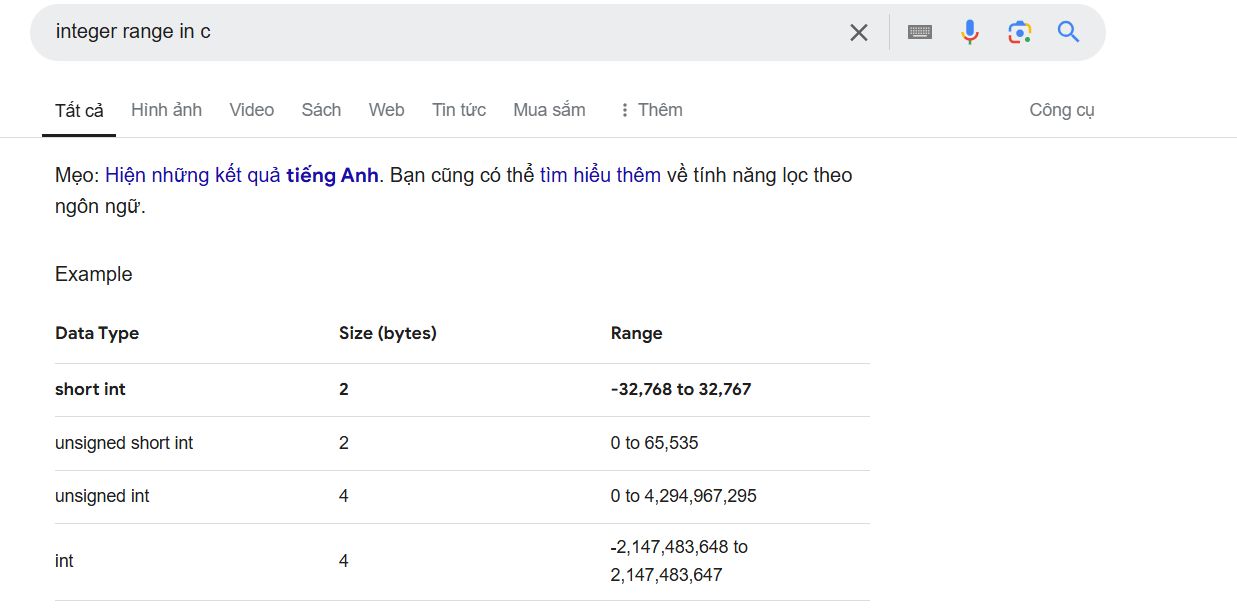 integer range in c
Tất cả Hình ảnh Video Sách Web Tin tức Mua sắm Thêm Công cụ
Mẹo: Hiện những kết quả tiếng Anh. Bạn cũng có thể tìm hiểu thêm về tính năng lọc theo
ngôn ngữ.
Example
Data Type Size (bytes) Range
short int 2 -32,768 to 32,767
unsigned short int 2 0 to 65,535
unsigned int 4 0 to 4,294,967,295
int 4 -2,147,483,648 to
2,147,483,647